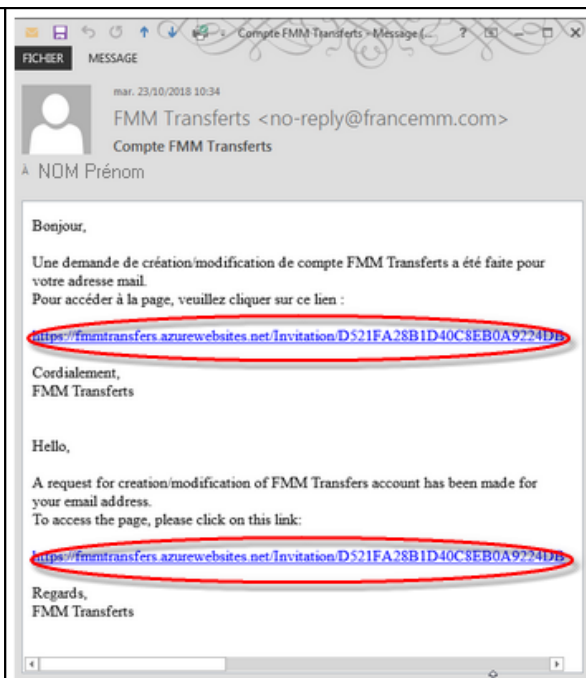 Compte FMM Transferts - Message (...
FICHIER MESSAGE
mar. 23/10/2018 10:34
FMM Transferts <no-reply@francemm.com>
Compte FMM Transferts
À NOM Prénom
Bonjour,
Une demande de création/modification de compte FMM Transferts a été faite pour
votre adresse mail.
Pour accéder à la page, veuillez cliquer sur ce lien :
https://fmmtransfers.azurewebsites.net/Invitation/D521FA28B1D40C8EB0A9224DB
Cordialement,
FMM Transferts
Hello,
A request for creation/modification of FMM Transfers account has been made for
your email address.
To access the page, please click on this link:
https://fmmtransfers.azurewebsites.net/Invitation/D521FA28B1D40C8EB0A9224DB
Regards,
FMM Transferts